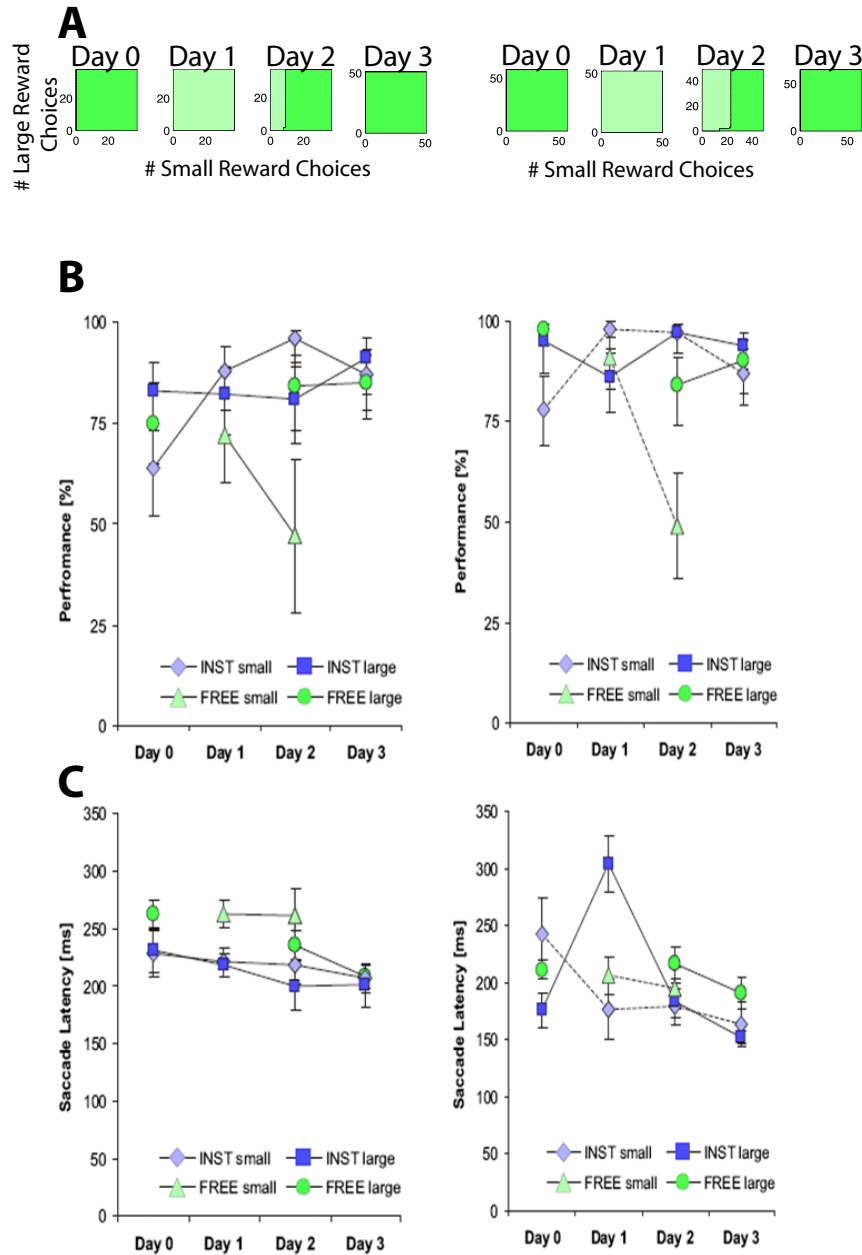 A
Day 0 Day 1 Day 2 Day 3 Day 0 Day 1 Day 2 Day 3
# Large Reward
Choices
20 20 20 50 50 50 40 50
20
0 0 0 0 0 0 0 0
0 20 0 20 0 20 0 50 0 50 0 50 0 20 40 0 50
# Small Reward Choices # Small Reward Choices
B
Perfromance [%]
100
75
50
25
0
INST small INST large
FREE small FREE large
Day 0 Day 1 Day 2 Day 3
Performance [%]
100
75
50
25
0
INST small INST large
FREE small FREE large
Day 0 Day 1 Day 2 Day 3
C
Saccade Latency [ms]
350
300
250
200
150
100
50
0
INST small INST large
FREE small FREE large
Day 0 Day 1 Day 2 Day 3
Saccade Latency [ms]
350
300
250
200
150
100
50
0
INST small INST large
FREE small FREE large
Day 0 Day 1 Day 2 Day 3